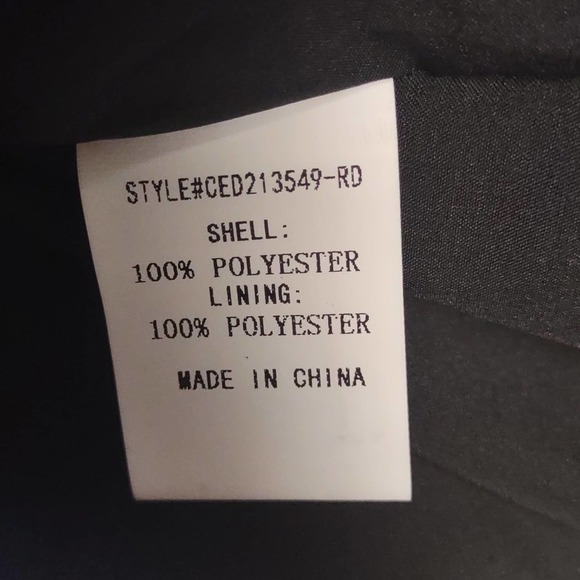 STYLE#CED213549-RD
SHELL:
100% POLYESTER
LINING:
100% POLYESTER
MADE IN CHINA